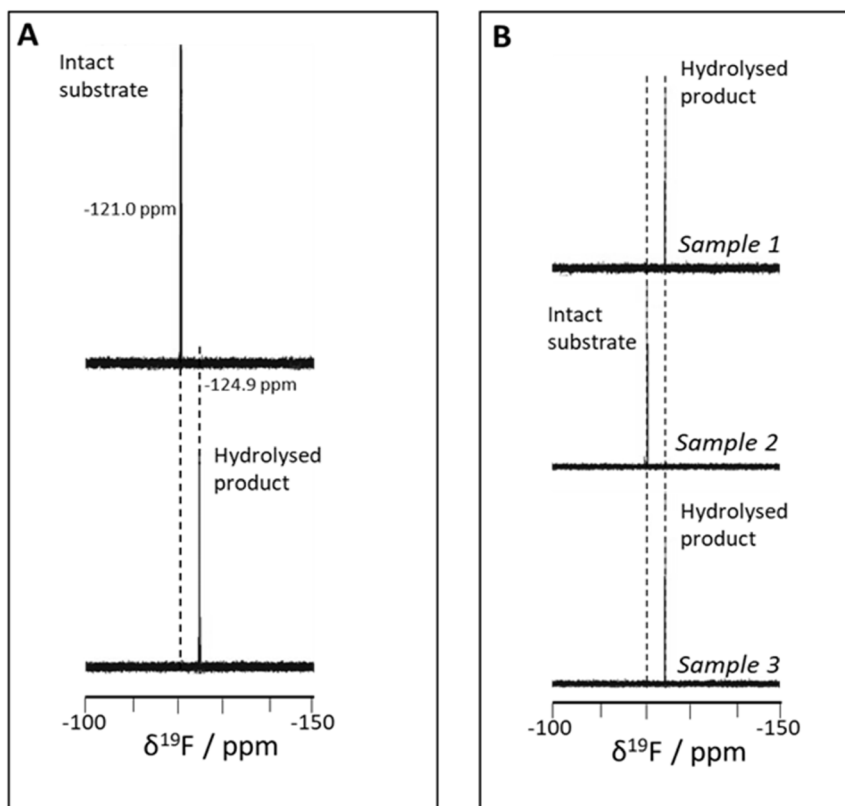 A
Intact
substrate
-121.0 ppm
-124.9 ppm
Hydrolysed
product
-100
-150
δ¹⁹F / ppm
B
Hydrolysed
product
Sample 1
Intact
substrate
Sample 2
Hydrolysed
product
Sample 3
-100
-150
δ¹⁹F / ppm